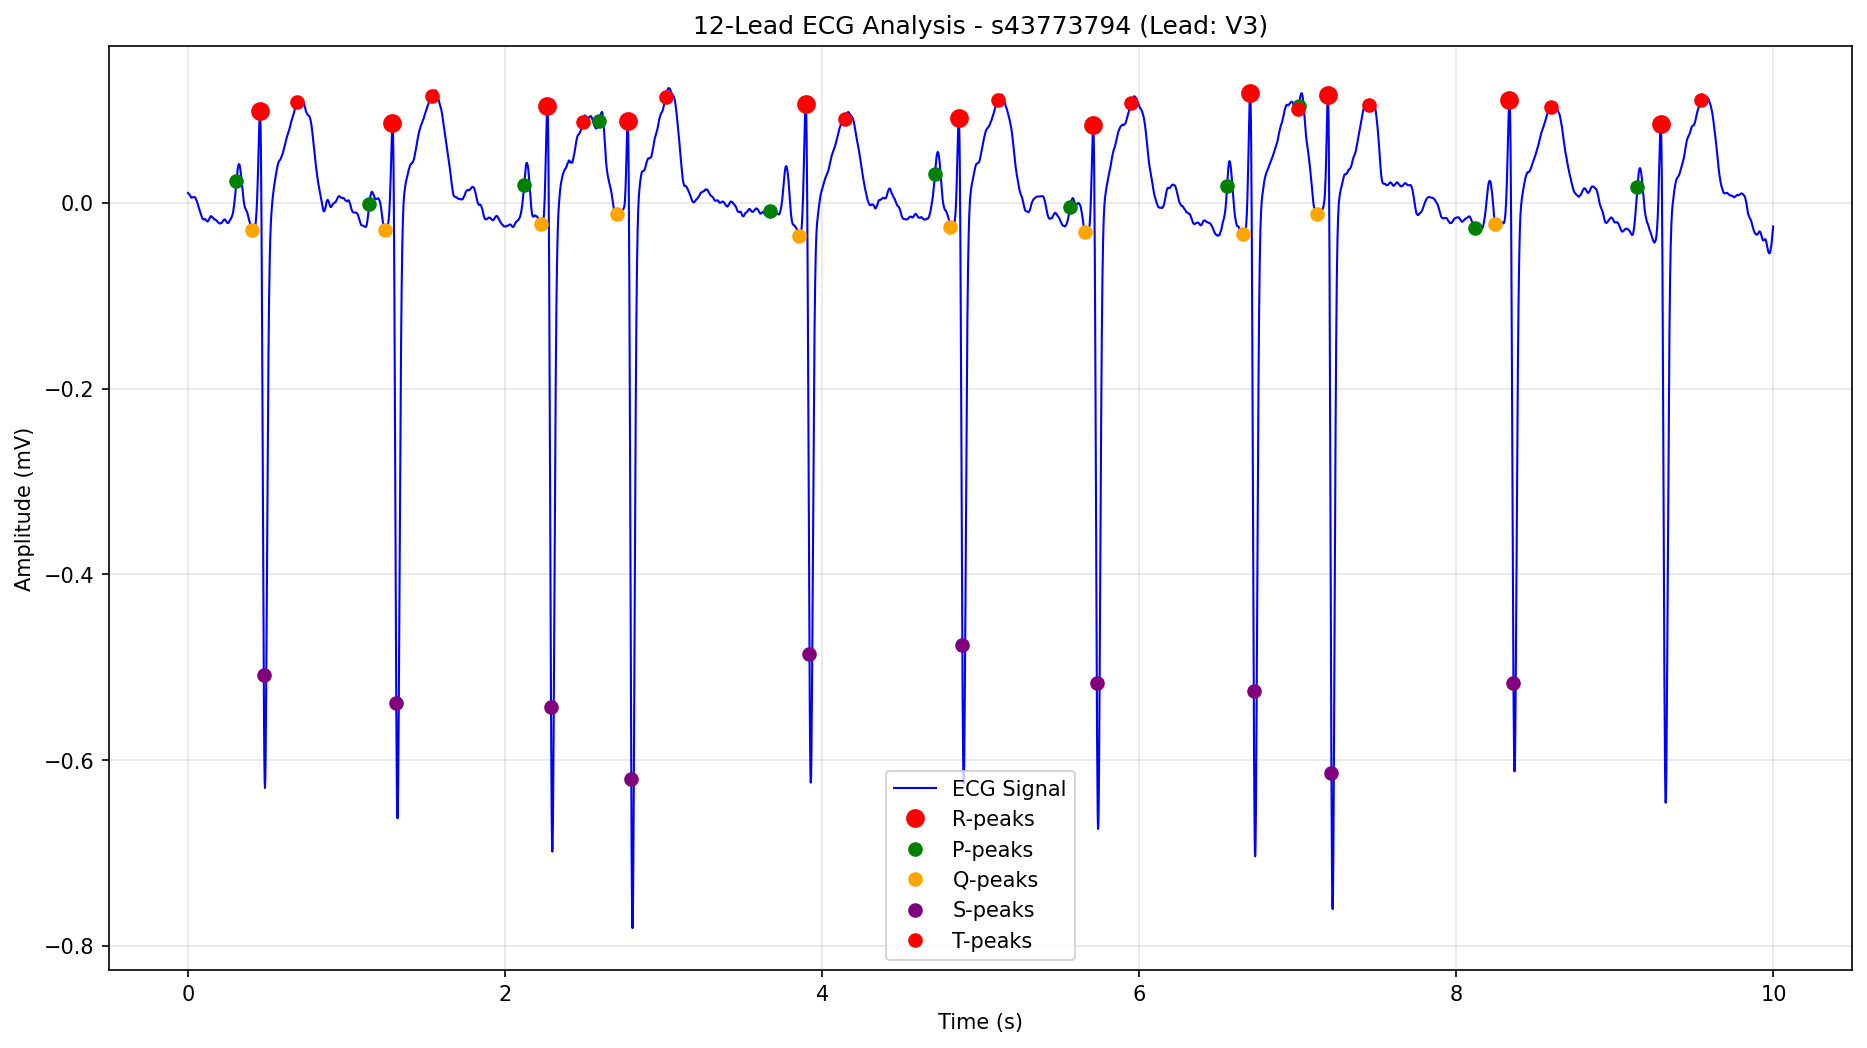 12-Lead ECG Analysis - s43773794 (Lead: V3)
Amplitude (mV)
0.0
−0.2
−0.4
−0.6
−0.8
ECG Signal
R-peaks
P-peaks
Q-peaks
S-peaks
T-peaks
0 2 4 6 8 10
Time (s)